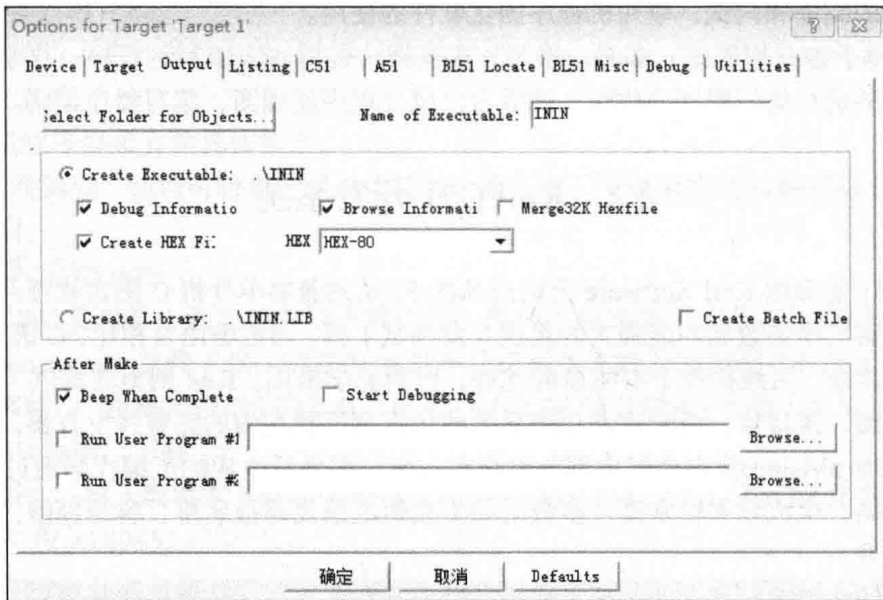 Options for Target 'Target 1'
Device | Target Output | Listing | C51 | A51 | BL51 Locate | BL51 Misc | Debug | Utilities
Select Folder for Objects... Name of Executable: ININ
Create Executable: .\ININ
Debug Informatio Browse Informati Merge32K Hexfile
Create HEX Fi: HEX HEX-80
Create Library: \ININ.LIB Create Batch File
After Make
Beep When Complete Start Debugging
Run User Program #1 Browse...
Run User Program #2 Browse...
确定 取消 Defaults